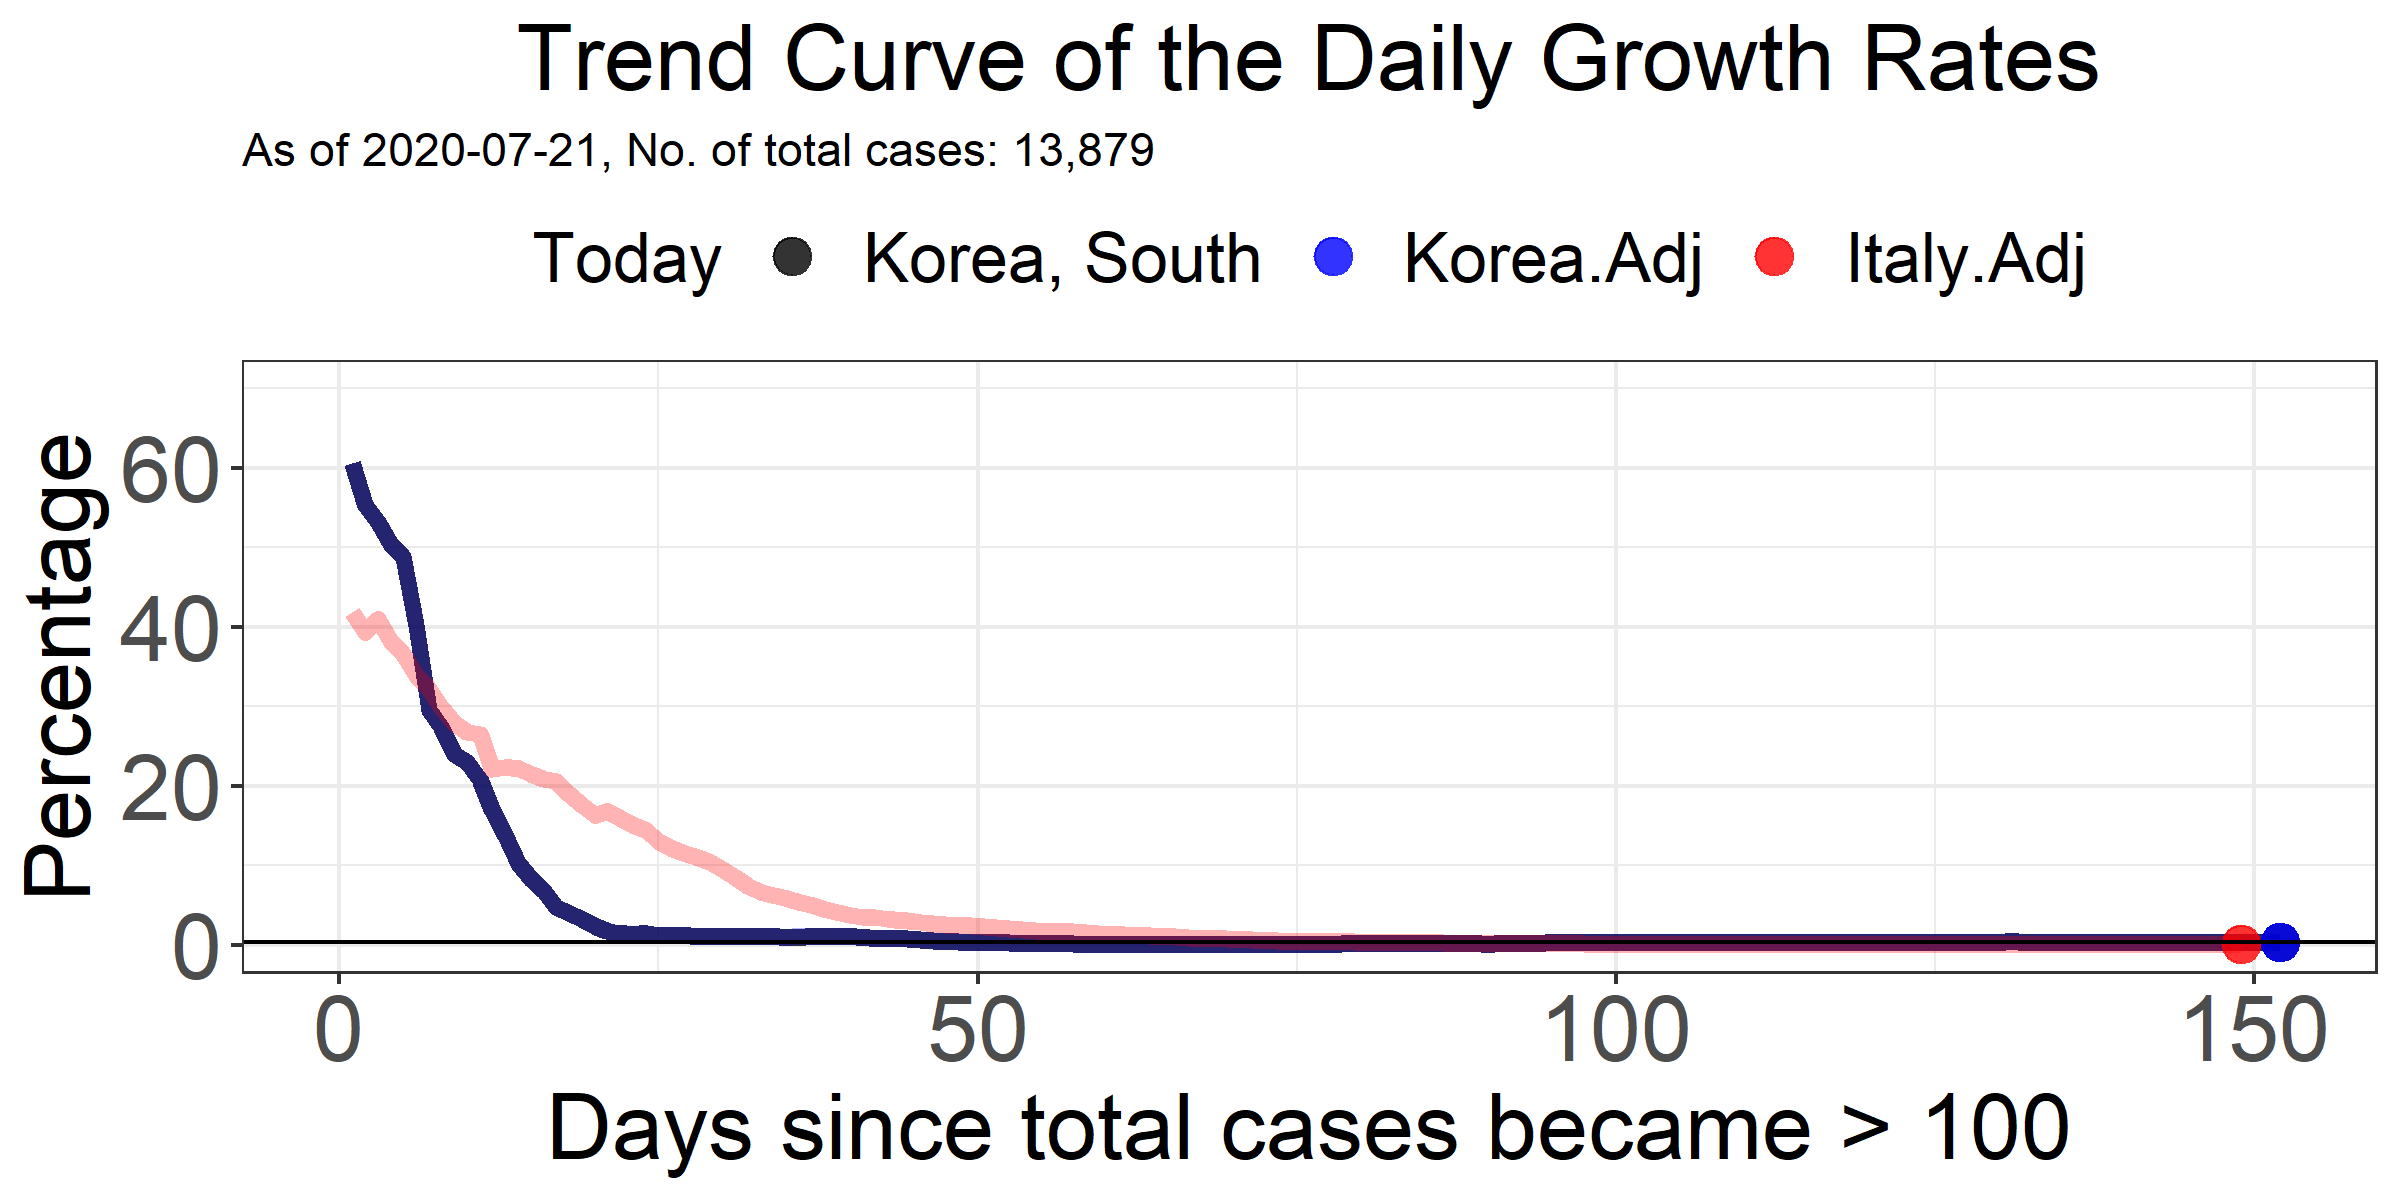 Trend Curve of the Daily Growth Rates
As of 2020-07-21, No. of total cases: 13,879
Today Korea, South Korea.Adj Italy.Adj
Percentage
60
40
20
0
0 50 100 150
Days since total cases became > 100